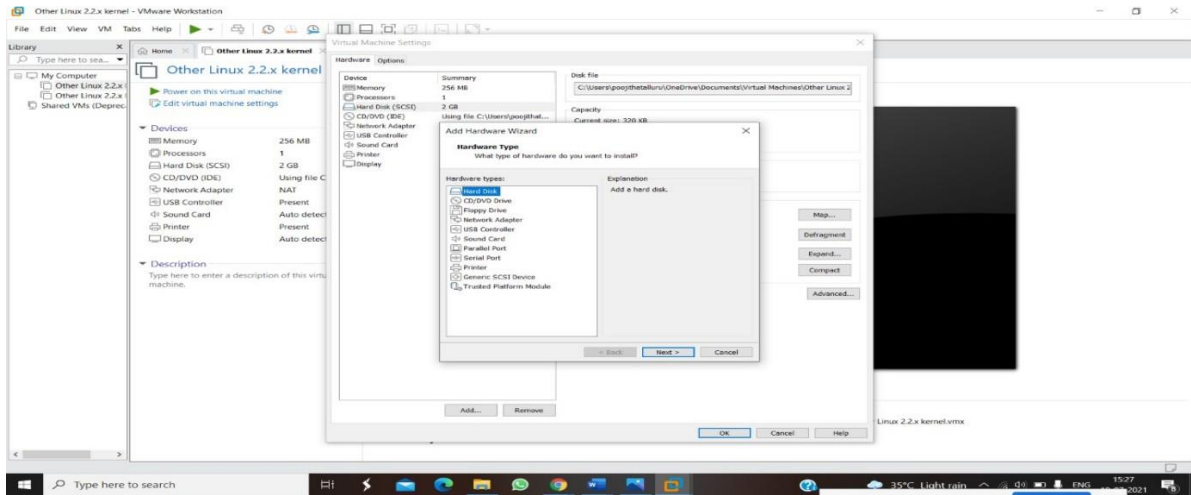 Other Linux 2.2.x kernel - VMware Workstation
File Edit View VM Tabs Help
Library
Type here to sea...
My Computer
Other Linux 2.2.x
Other Linux 2.2.x
Shared VMs (Deprec
Home
Other Linux 2.2.x kernel
Other Linux 2.2.x kernel
Power on this virtual machine
Edit virtual machine settings
Devices
Memory 256 MB
Processors 1
Hard Disk (SCSI) 2 GB
CD/DVD (IDE) Using file C
Network Adapter NAT
USB Controller Present
Sound Card Auto detect
Printer Present
Display Auto detect
Description
Type here to enter a description of this virtu
machine.
Virtual Machine Settings
Hardware Options
Device Summary
Memory 256 MB
Processors 1
Hard Disk (SCSI) 2 GB
CD/DVD (IDE) Using file C:\Users\poojithat...
Network Adapter
USB Controller
Sound Card
Printer
Display
Add... Remove
Disk file
C:\Users\poojithatalluru\OneDrive\Documents\Virtual Machines\Other Linux 2
Capacity
Current size: 320 KB
Map...
Defragment
Expand...
Compact
Advanced...
OK Cancel Help
Add Hardware Wizard
Hardware Type
What type of hardware do you want to install?
Hardware types:
Hard Disk
CD/DVD Drive
Floppy Drive
Network Adapter
USB Controller
Sound Card
Parallel Port
Serial Port
Printer
Generic SCSI Device
Trusted Platform Module
Explanation
Add a hard disk.
< Back Next > Cancel
Linux 2.2.x kernel.vmx
Type here to search
35°C Light rain
ENG
15:27